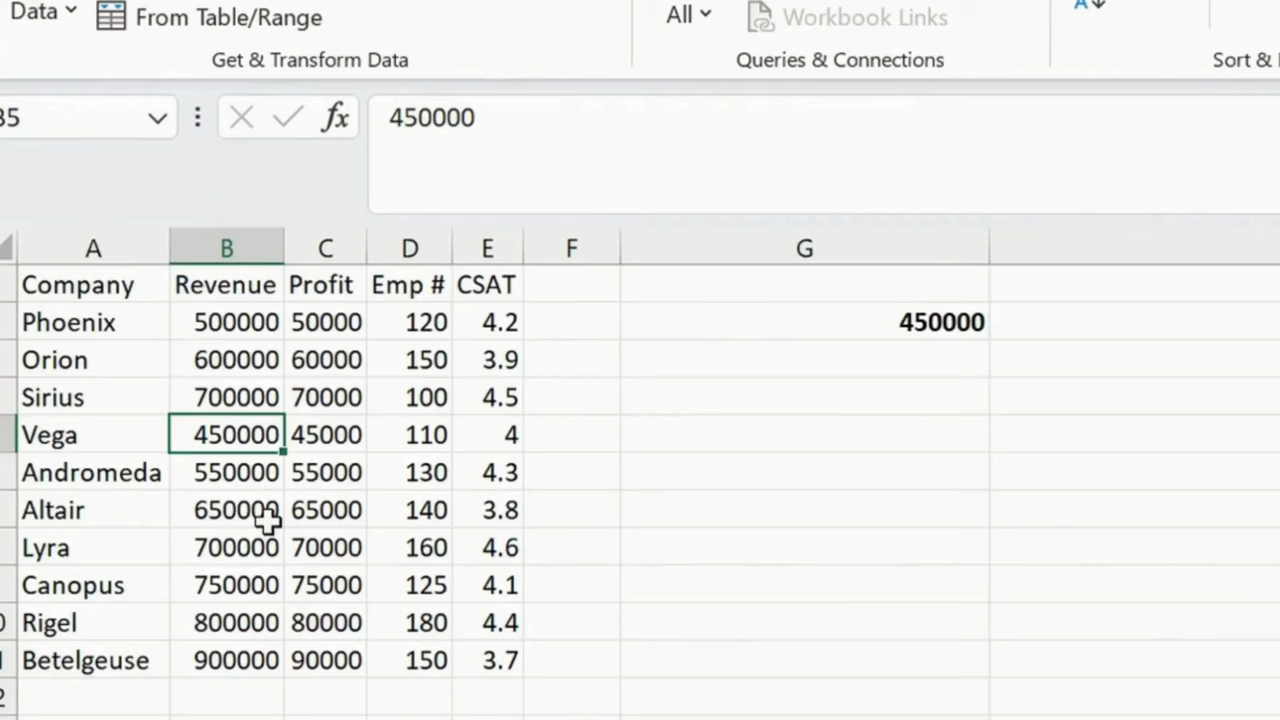 Data From Table/Range All Workbook Links
Get & Transform Data Queries & Connections Sort &
fx 450000
A B C D E F G
Company Revenue Profit Emp # CSAT
Phoenix 500000 50000 120 4.2 450000
Orion 600000 60000 150 3.9
Sirius 700000 70000 100 4.5
Vega 450000 45000 110 4
Andromeda 550000 55000 130 4.3
Altair 650000 65000 140 3.8
Lyra 700000 70000 160 4.6
Canopus 750000 75000 125 4.1
Rigel 800000 80000 180 4.4
Betelgeuse 900000 90000 150 3.7